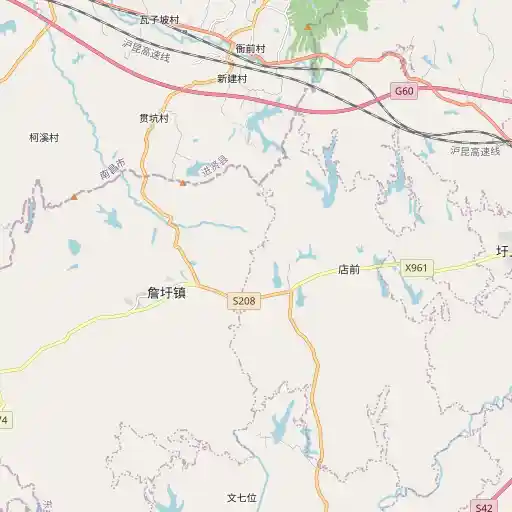 瓦子坡村
沪昆高速线
衙前村
新建村
G60
贯坑村
柯溪村
沪昆高速线
南昌市
进贤县
圩
店前
X961
詹圩镇
S208
74
文七位
S42